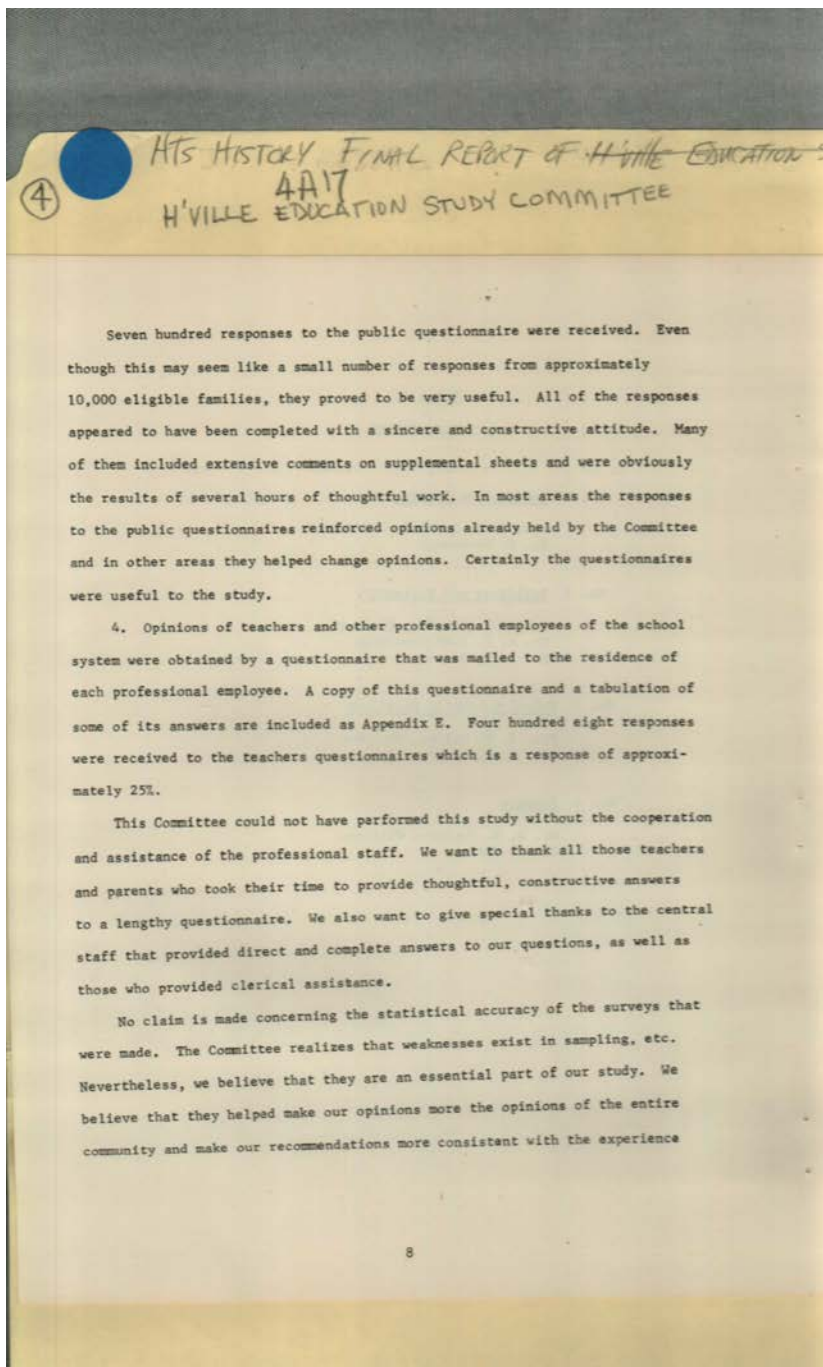 HTS HISTORY FINAL REPORT OF H'ville EDUCATION
4A17
4
H'VILLE EDUCATION STUDY COMMITTEE
Seven hundred responses to the public questionnaire were received. Even
though this may seem like a small number of responses from approximately
10,000 eligible families, they proved to be very useful. All of the responses
appeared to have been completed with a sincere and constructive attitude. Many
of them included extensive comments on supplemental sheets and were obviously
the results of several hours of thoughtful work. In most areas the responses
to the public questionnaires reinforced opinions already held by the Committee
and in other areas they helped change opinions. Certainly the questionnaires
were useful to the study.
4. Opinions of teachers and other professional employees of the school
system were obtained by a questionnaire that was mailed to the residence of
each professional employee. A copy of this questionnaire and a tabulation of
some of its answers are included as Appendix E. Four hundred eight responses
were received to the teachers questionnaires which is a response of approxi-
mately 25%.
This Committee could not have performed this study without the cooperation
and assistance of the professional staff. We want to thank all those teachers
and parents who took their time to provide thoughtful, constructive answers
to a lengthy questionnaire. We also want to give special thanks to the central
staff that provided direct and complete answers to our questions, as well as
those who provided clerical assistance.
No claim is made concerning the statistical accuracy of the surveys that
were made. The Committee realizes that weaknesses exist in sampling, etc.
Nevertheless, we believe that they are an essential part of our study. We
believe that they helped make our opinions more the opinions of the entire
community and make our recommendations more consistent with the experience
8